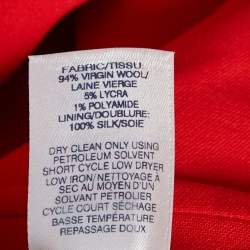 FABRIC/TISSU:
94% VIRGIN WOOL/
LAINE VIERGE
5% LYCRA
1% POLYAMIDE
LINING/DOUBLURE:
100% SILK/SOIE
DRY CLEAN ONLY USING
PETROLEUM SOLVENT
SHORT CYCLE LOW DRYER
LOW IRON/NETTOYAGE À
SEC AU MOYEN D'UN
SOLVANT PÉTROLIER
CYCLE COURT SÉCHAGE
BASSE TEMPÉRATURE
REPASSAGE DOUX